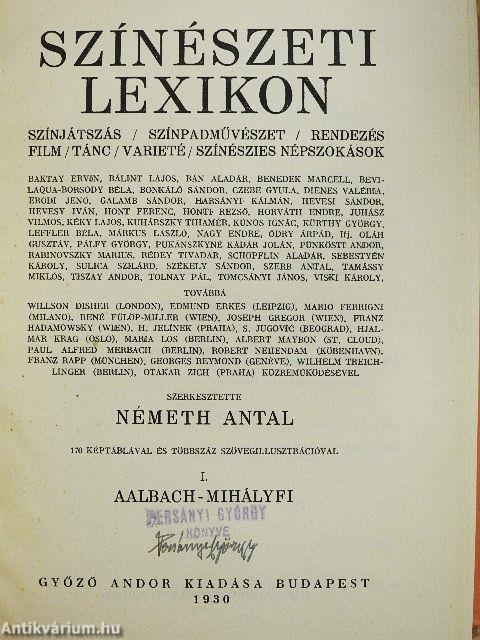 SZÍNÉSZETI
LEXIKON
SZÍNJÁTSZÁS / SZÍNPADMŰVÉSZET / RENDEZÉS
FILM / TÁNC / VARIETÉ / SZÍNÉSZIES NÉPSZOKÁSOK
BAKTAY ERVIN, BÁLINT LAJOS, BÁN ALADÁR, BENEDEK MARCELL, BEVI-
LAQUA-BORSODY BÉLA, BONKÁLÓ SÁNDOR, CZEBE GYULA, DIENES VALÉRIA,
ERŐDI JENŐ, GALAMB SÁNDOR, HARSÁNYI KÁLMÁN, HEVESI SÁNDOR,
HEVESY IVÁN, HONT FERENC, HONTI REZSŐ, HORVÁTH ENDRE, JUHÁSZ
VILMOS, KÉKY LAJOS, KUHÁRSZKY TIHAMÉR, KÚNOS IGNÁC, KÜRTHY GYÖRGY,
LEFFLER BÉLA, MÁRKUS LÁSZLÓ, NAGY ENDRE, ÓDRY ÁRPÁD, IFJ. OLÁH
GUSZTÁV, PÁLFY GYÖRGY, PUKÁNSZKYNÉ KÁDÁR JOLÁN, PÜNKÖSTI ANDOR,
RABINOVSZKY MARIUS, RÉDEY TIVADAR, SCHÖPFLIN ALADÁR, SEBESTYÉN
KÁROLY, SULICA SZILÁRD, SZÉKELY SÁNDOR, SZERB ANTAL, TAMÁSSY
MIKLÓS, TISZAY ANDOR, TOLNAY PÁL, TOMCSÁNYI JÁNOS, VISKI KÁROLY,
TOVÁBBÁ
WILLSON DISHER (LONDON), EDMUND ERKES (LEIPZIG), MARIO FERRIGNI
(MILANO), RENÉ FÜLÖP-MILLER (WIEN), JOSEPH GREGOR (WIEN), FRANZ
HADAMOWSKY (WIEN), H. JELÍNEK (PRAHA), S. JUGOVIĆ (BEOGRAD), HJAL-
MAR KRAG (OSLO), MARIA LOS (BERLIN), ALBERT MAYBON (ST. CLOUD),
PAUL ALFRED MERBACH (BERLIN), ROBERT NEIIENDAM (KÖBENHAVN),
FRANZ RAPP (MÜNCHEN), GEORGES REYMOND (GENÈVE), WILHELM TREICH-
LINGER (BERLIN), OTAKAR ZICH (PRAHA) KÖZREMŰKÖDÉSÉVEL
SZERKESZTETTE
NÉMETH ANTAL
170 KÉPTÁBLÁVAL ÉS TÖBBSZÁZ SZÖVEGILLUSZTRÁCIÓVAL
I.
AALBACH-MIHÁLYFI
GYÖRGY
KÖNYVE
GYŐZŐ ANDOR KIADÁSA BUDAPEST
1930
Antikvárium.hu